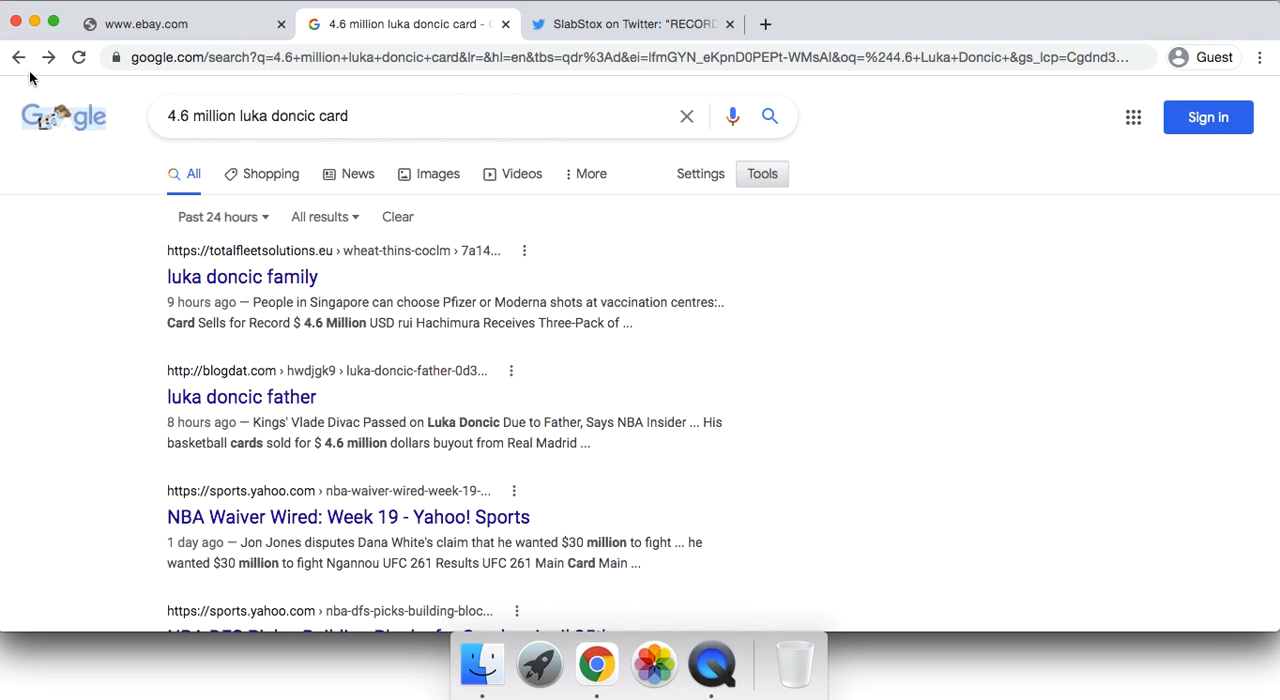 www.ebay.com
4.6 million luka doncic card -
SlabStox on Twitter: "RECORD
google.com/search?q=4.6+million+luka+doncic+card&lr=&hl=en&tbs=qdr%3Ad&ei=lfmGYN_eKpnD0PEPt-WMsAI&oq=%244.6+Luka+Doncic+&gs_lcp=Cgdnd3...
Guest
Google
4.6 million luka doncic card
Sign in
All
Shopping
News
Images
Videos
More
Settings
Tools
Past 24 hours
All results
Clear
https://totalfleetsolutions.eu › wheat-thins-coclm › 7a14...
luka doncic family
9 hours ago — People in Singapore can choose Pfizer or Moderna shots at vaccination centres:..
Card Sells for Record $ 4.6 Million USD rui Hachimura Receives Three-Pack of ...
http://blogdat.com › hwdjgk9 › luka-doncic-father-0d3...
luka doncic father
8 hours ago — Kings' Vlade Divac Passed on Luka Doncic Due to Father, Says NBA Insider ... His
basketball cards sold for $ 4.6 million dollars buyout from Real Madrid ...
https://sports.yahoo.com › nba-waiver-wired-week-19-...
NBA Waiver Wired: Week 19 - Yahoo! Sports
1 day ago — Jon Jones disputes Dana White's claim that he wanted $30 million to fight ... he
wanted $30 million to fight Ngannou UFC 261 Results UFC 261 Main Card Main ...
https://sports.yahoo.com › nba-dfs-picks-building-bloc...